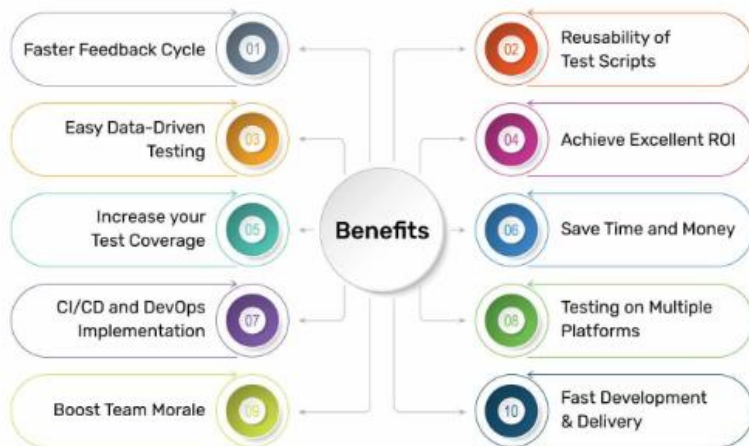 Faster Feedback Cycle
01
02
Reusability of
Test Scripts
Easy Data-Driven
Testing
03
04
Achieve Excellent ROI
Increase your
Test Coverage
05
Benefits
06
Save Time and Money
CI/CD and DevOps
Implementation
07
08
Testing on Multiple
Platforms
Boost Team Morale
09
10
Fast Development
& Delivery